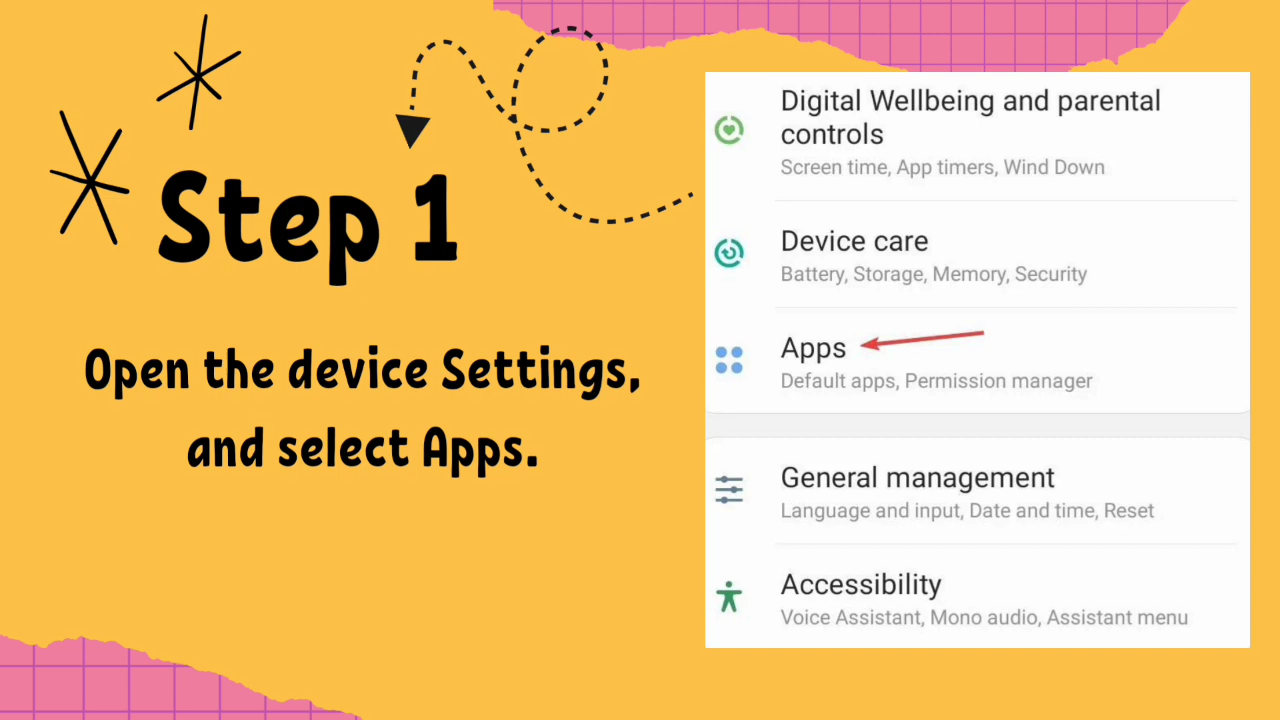 Step 1
Open the device Settings,
and select Apps.
Digital Wellbeing and parental
controls
Screen time, App timers, Wind Down
Device care
Battery, Storage, Memory, Security
Apps
Default apps, Permission manager
General management
Language and input, Date and time, Reset
Accessibility
Voice Assistant, Mono audio, Assistant menu